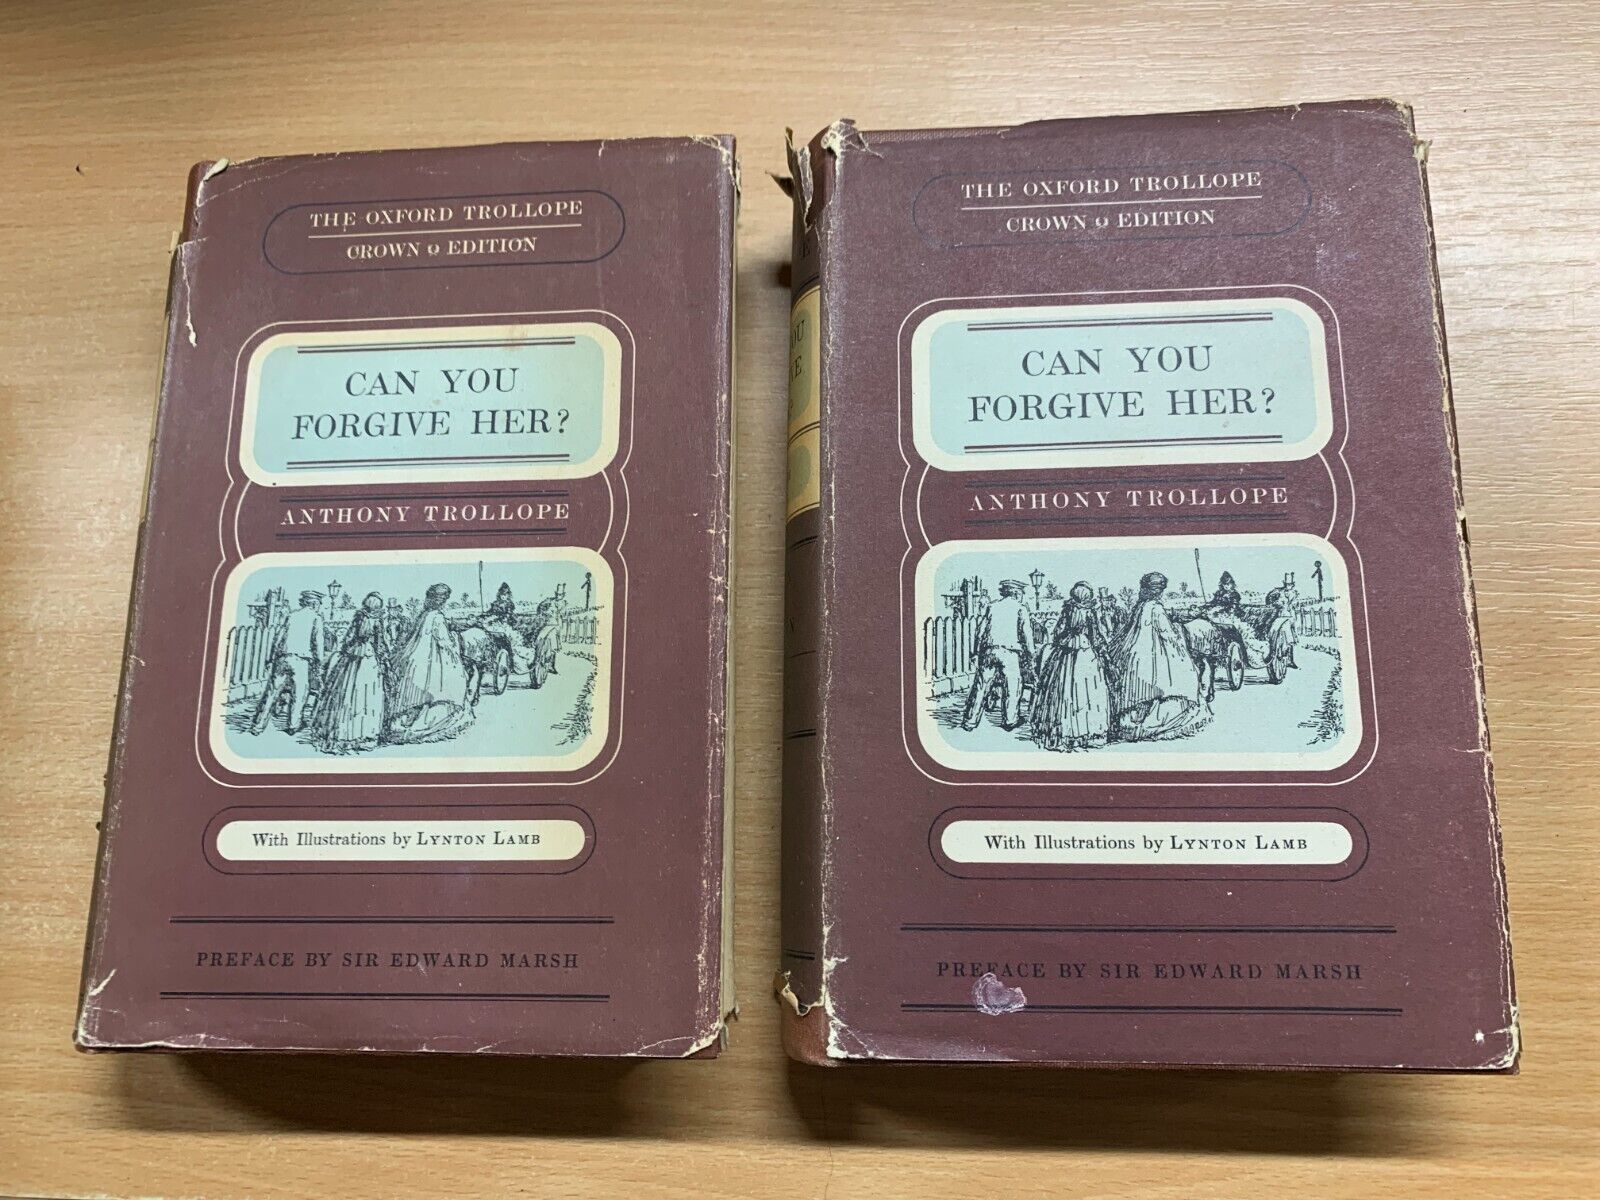 THE OXFORD TROLLOPE
CROWN EDITION
CAN YOU
FORGIVE HER?
ANTHONY TROLLOPE
With Illustrations by LYNTON LAMB
PREFACE BY SIR EDWARD MARSH
THE OXFORD TROLLOPE
CROWN EDITION
CAN YOU
FORGIVE HER?
ANTHONY TROLLOPE
With Illustrations by LYNTON LAMB
PREFACE BY SIR EDWARD MARSH